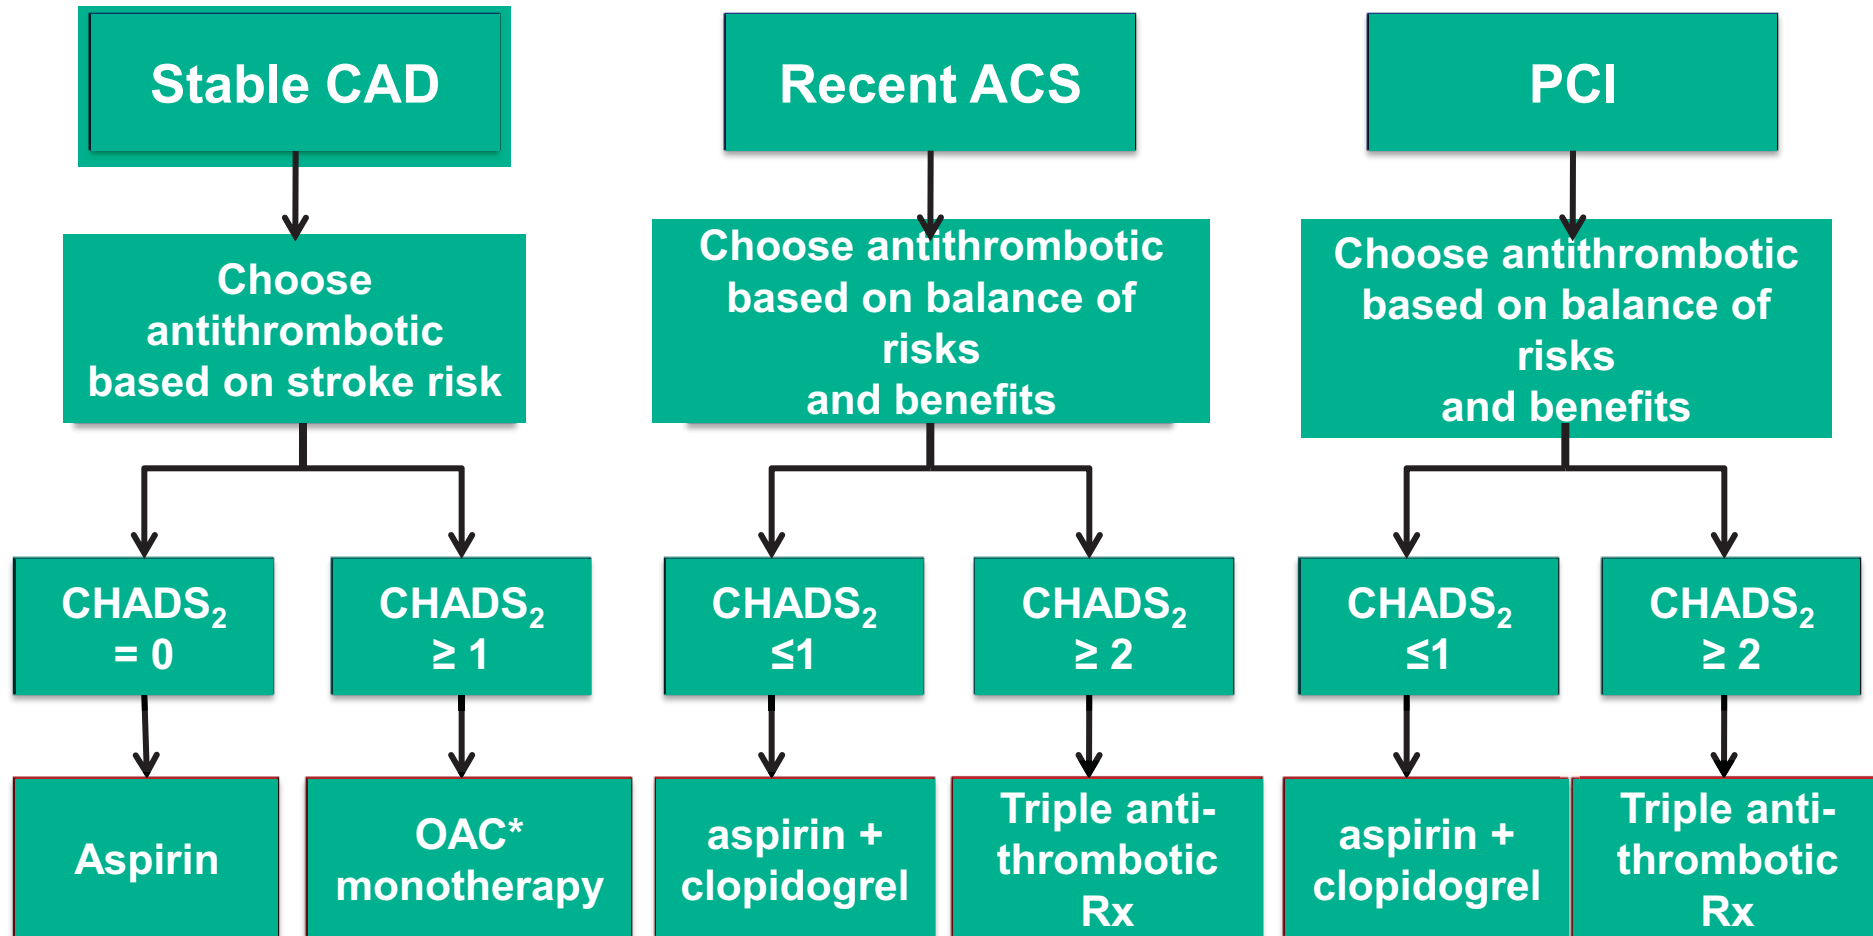 Stable CAD
Recent ACS
PCI
Choose
antithrombotic
based on stroke risk
Choose antithrombotic
based on balance of
risks
and benefits
Choose antithrombotic
based on balance of
risks
and benefits
CHADS₂
= 0
CHADS₂
≥ 1
CHADS₂
≤1
CHADS₂
≥ 2
CHADS₂
≤1
CHADS₂
≥ 2
Aspirin
OAC*
monotherapy
aspirin +
clopidogrel
Triple anti-
thrombotic
Rx
aspirin +
clopidogrel
Triple anti-
thrombotic
Rx